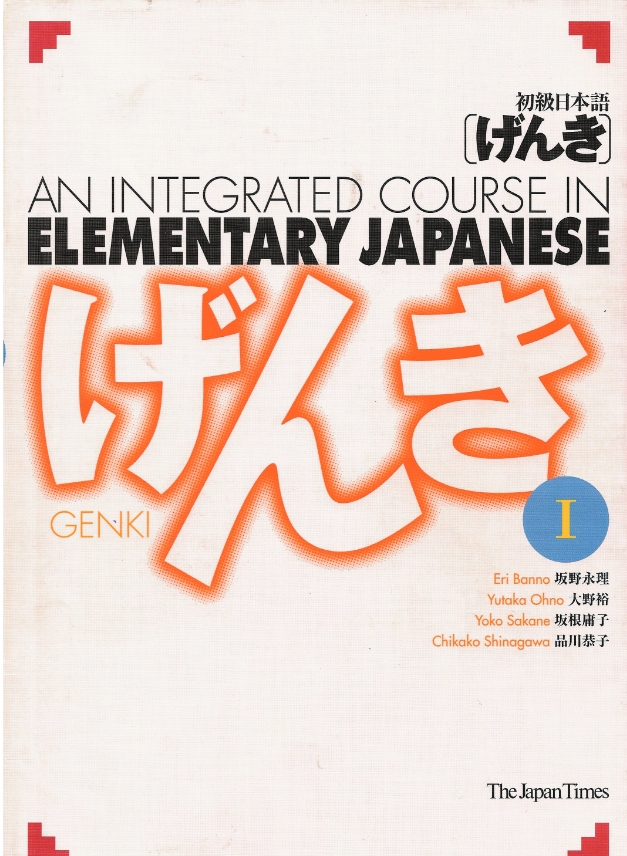 初級日本語
[げんき]
AN INTEGRATED COURSE IN
ELEMENTARY JAPANESE
げんき
GENKI
I
Eri Banno 坂野永理
Yutaka Ohno 大野裕
Yoko Sakane 坂根庸子
Chikako Shinagawa 品川恭子
The Japan Times